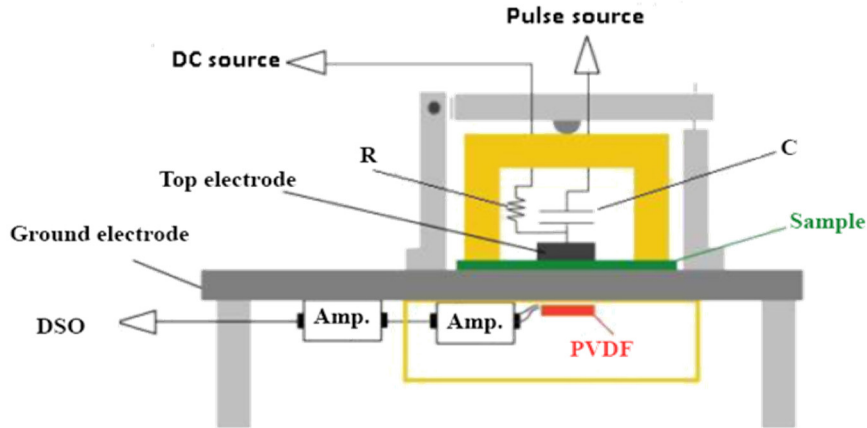 Pulse source
DC source
R
C
Top electrode
Sample
Ground electrode
DSO
Amp.
Amp.
PVDF